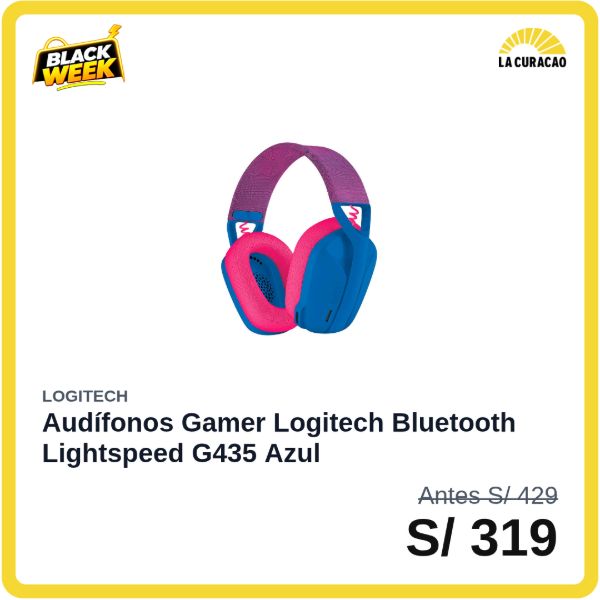 BLACK
WEEK
LA CURACAO
LOGITECH
Audífonos Gamer Logitech Bluetooth
Lightspeed G435 Azul
Antes S/ 429
S/ 319